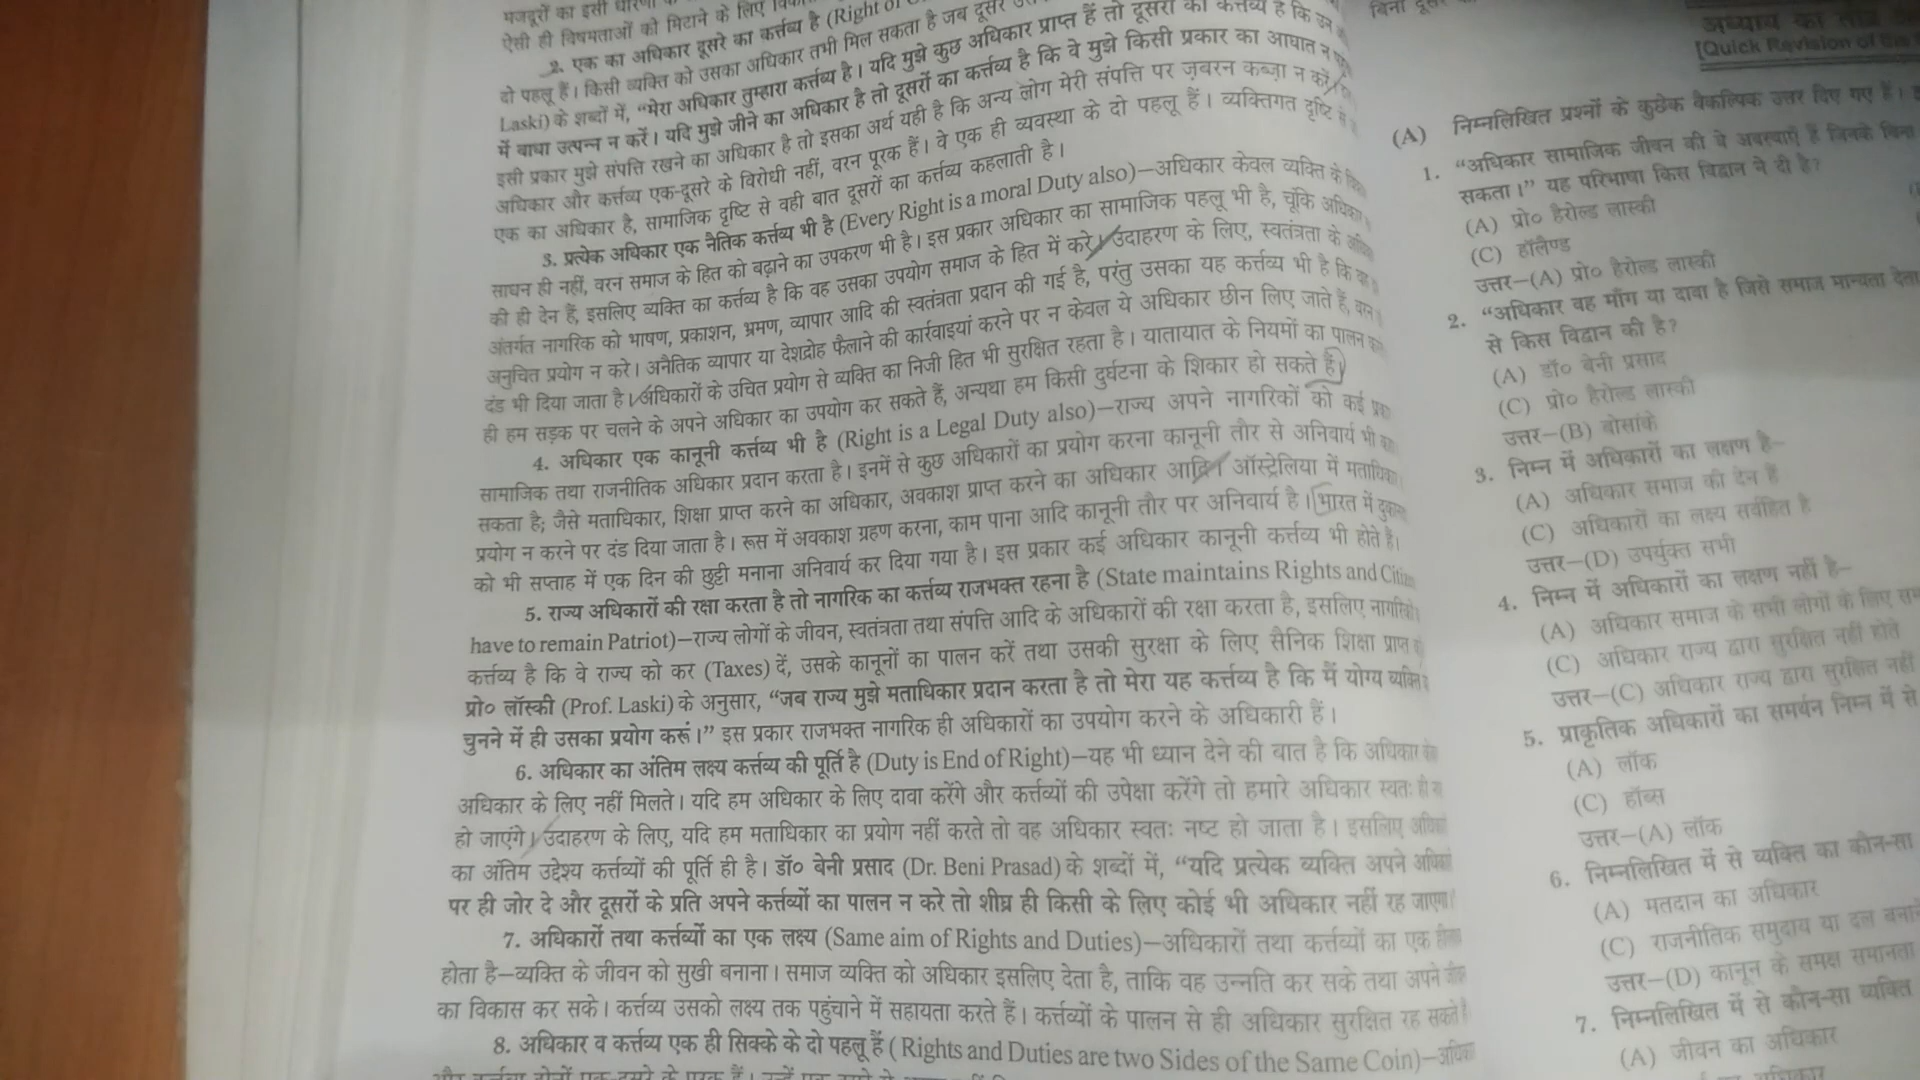 मजदूरों का इसी
ऐसी ही विषमताओं को मिटाने के लिए
2. एक का अधिकार दूसरे का कर्त्तव्य है (Right of
दो पहलू हैं। किसी व्यक्ति को उसका अधिकार तभी मिल सकता है जब दूसरे
Laski) के शब्दों में, “मेरा अधिकार तुम्हारा कर्त्तव्य है। यदि मुझे कुछ अधिकार प्राप्त हैं तो दूसरों का कर्त्तव्य है कि
में बाधा उत्पन्न न करें। यदि मुझे जीने का अधिकार है तो दूसरों का कर्त्तव्य है कि वे मुझे किसी प्रकार का आघात न
इसी प्रकार मुझे संपत्ति रखने का अधिकार है तो इसका अर्थ यही है कि अन्य लोग मेरी संपत्ति पर ज़बरन कब्ज़ा न करें।
अधिकार और कर्त्तव्य एक-दूसरे के विरोधी नहीं, वरन पूरक हैं। वे एक ही व्यवस्था के दो पहलू हैं। व्यक्तिगत दृष्टि से
एक का अधिकार है, सामाजिक दृष्टि से वही बात दूसरों का कर्त्तव्य कहलाती है।
3. प्रत्येक अधिकार एक नैतिक कर्त्तव्य भी है (Every Right is a moral Duty also)–अधिकार केवल व्यक्ति के
साधन ही नहीं, वरन समाज के हित को बढ़ाने का उपकरण भी है। इस प्रकार अधिकार का सामाजिक पहलू भी है, चूंकि अधिकार
की ही देन हैं, इसलिए व्यक्ति का कर्त्तव्य है कि वह उसका उपयोग समाज के हित में करे। उदाहरण के लिए, स्वतंत्रता के
अंतर्गत नागरिक को भाषण, प्रकाशन, भ्रमण, व्यापार आदि की स्वतंत्रता प्रदान की गई है, परंतु उसका यह कर्त्तव्य भी है कि वह
अनुचित प्रयोग न करे। अनैतिक व्यापार या देशद्रोह फैलाने की कार्रवाइयां करने पर न केवल ये अधिकार छीन लिए जाते हैं, वरन
दंड भी दिया जाता है। अधिकारों के उचित प्रयोग से व्यक्ति का निजी हित भी सुरक्षित रहता है। यातायात के नियमों का पालन
ही हम सड़क पर चलने के अपने अधिकार का उपयोग कर सकते हैं, अन्यथा हम किसी दुर्घटना के शिकार हो सकते हैं।
4. अधिकार एक कानूनी कर्त्तव्य भी है (Right is a Legal Duty also)–राज्य अपने नागरिकों को कई
सामाजिक तथा राजनीतिक अधिकार प्रदान करता है। इनमें से कुछ अधिकारों का प्रयोग करना कानूनी तौर से अनिवार्य भी
सकता है; जैसे मताधिकार, शिक्षा प्राप्त करने का अधिकार, अवकाश प्राप्त करने का अधिकार आदि। ऑस्ट्रेलिया में मताधिकार
प्रयोग न करने पर दंड दिया जाता है। रूस में अवकाश ग्रहण करना, काम पाना आदि कानूनी तौर पर अनिवार्य है। भारत में
को भी सप्ताह में एक दिन की छुट्टी मनाना अनिवार्य कर दिया गया है। इस प्रकार कई अधिकार कानूनी कर्त्तव्य भी होते हैं।
5. राज्य अधिकारों की रक्षा करता है तो नागरिक का कर्त्तव्य राजभक्त रहना है (State maintains Rights and
have to remain Patriot)–राज्य लोगों के जीवन, स्वतंत्रता तथा संपत्ति आदि के अधिकारों की रक्षा करता है, इसलिए नागरिकों
कर्त्तव्य है कि वे राज्य को कर (Taxes) दें, उसके कानूनों का पालन करें तथा उसकी सुरक्षा के लिए सैनिक शिक्षा प्राप्त
प्रो० लॉस्की (Prof. Laski) के अनुसार, “जब राज्य मुझे मताधिकार प्रदान करता है तो मेरा यह कर्त्तव्य है कि मैं योग्य व्यक्ति
चुनने में ही उसका प्रयोग करूं।” इस प्रकार राजभक्त नागरिक ही अधिकारों का उपयोग करने के अधिकारी हैं।
6. अधिकार का अंतिम लक्ष्य कर्त्तव्य की पूर्ति है (Duty is End of Right)–यह भी ध्यान देने की बात है कि अधिकार
अधिकार के लिए नहीं मिलते। यदि हम अधिकार के लिए दावा करेंगे और कर्त्तव्यों की उपेक्षा करेंगे तो हमारे अधिकार स्वतः ही
हो जाएंगे। उदाहरण के लिए, यदि हम मताधिकार का प्रयोग नहीं करते तो वह अधिकार स्वतः नष्ट हो जाता है। इसलिए
का अंतिम उद्देश्य कर्त्तव्यों की पूर्ति ही है। डॉ० बेनी प्रसाद (Dr. Beni Prasad) के शब्दों में, “यदि प्रत्येक व्यक्ति अपने
पर ही जोर दे और दूसरों के प्रति अपने कर्त्तव्यों का पालन न करे तो शीघ्र ही किसी के लिए कोई भी अधिकार नहीं रह जाएगा।
7. अधिकारों तथा कर्त्तव्यों का एक लक्ष्य (Same aim of Rights and Duties)–अधिकारों तथा कर्त्तव्यों का एक
होता है–व्यक्ति के जीवन को सुखी बनाना। समाज व्यक्ति को अधिकार इसलिए देता है, ताकि वह उन्नति कर सके तथा अपने
का विकास कर सके। कर्त्तव्य उसको लक्ष्य तक पहुंचाने में सहायता करते हैं। कर्त्तव्यों के पालन से ही अधिकार सुरक्षित रह सकते
8. अधिकार व कर्त्तव्य एक ही सिक्के के दो पहलू हैं ( Rights and Duties are two Sides of the Same Coin)–
अध्याय का
[Quick Revision of
(A) निम्नलिखित प्रश्नों के कुछेक वैकल्पिक उत्तर दिए गए हैं।
1. “अधिकार सामाजिक जीवन की वे अवस्थाएँ हैं जिनके बिना
सकता।” यह परिभाषा किस विद्वान ने दी है?
(A) प्रो० हैरोल्ड लास्की
(C) हॉलैण्ड
उत्तर–(A) प्रो० हैरोल्ड लास्की
2. “अधिकार वह माँग या दावा है जिसे समाज मान्यता देता
से किस विद्वान की है?
(A) डॉ० बेनी प्रसाद
(C) प्रो० हैरोल्ड लास्की
उत्तर–(B) बोसांके
3. निम्न में अधिकारों का लक्षण है–
(A) अधिकार समाज की देन हैं
(C) अधिकारों का लक्ष्य सर्वहित है
उत्तर–(D) उपर्युक्त सभी
4. निम्न में अधिकारों का लक्षण नहीं है–
(A) अधिकार समाज के सभी लोगों के लिए
(C) अधिकार राज्य द्वारा सुरक्षित नहीं होते
उत्तर–(C) अधिकार राज्य द्वारा सुरक्षित नहीं
5. प्राकृतिक अधिकारों का समर्थन निम्न में से
(A) लॉक
(C) हॉब्स
उत्तर–(A) लॉक
6. निम्नलिखित में से व्यक्ति का कौन-सा
(A) मतदान का अधिकार
(C) राजनीतिक समुदाय या दल बनाने
उत्तर–(D) कानून के समक्ष समानता
7. निम्नलिखित में से कौन-सा व्यक्ति
(A) जीवन का अधिकार